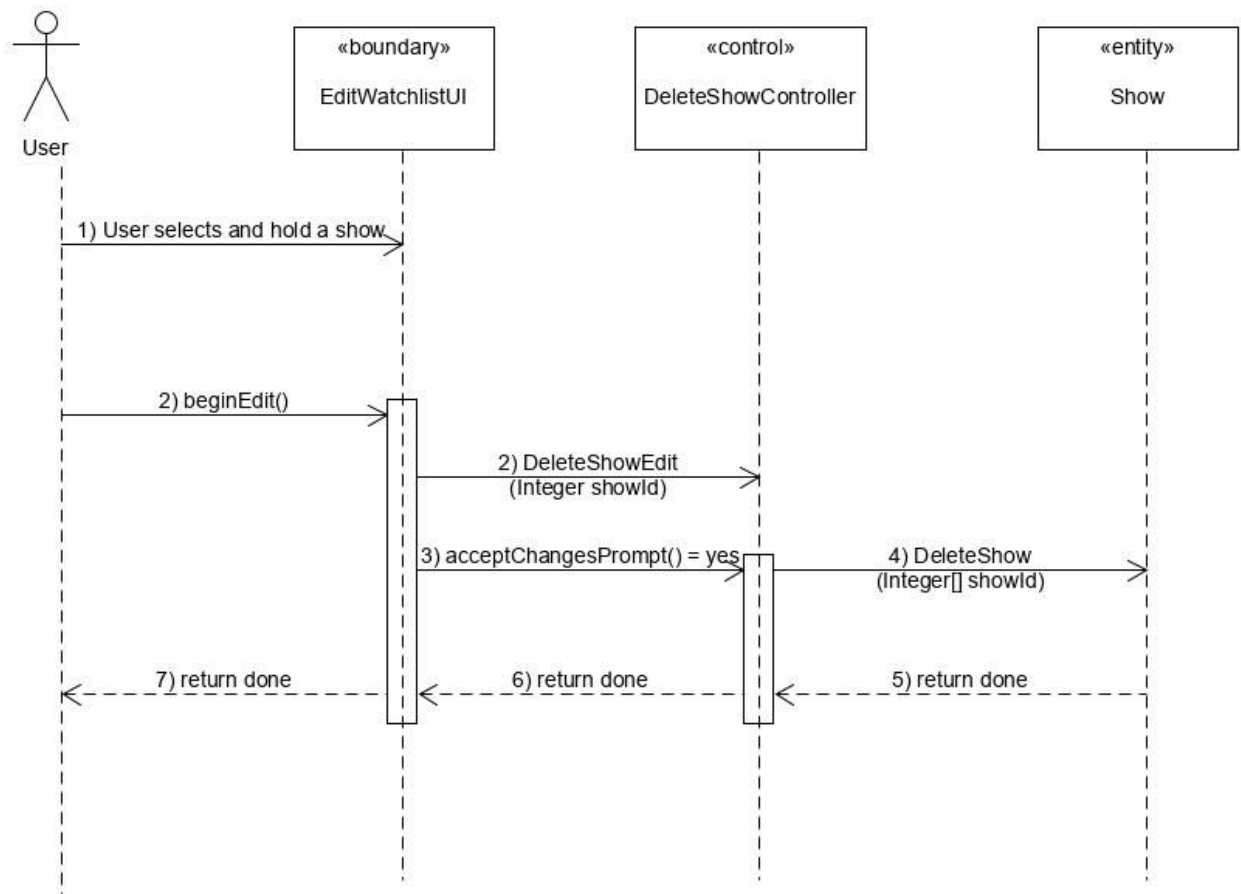 «boundary»
EditWatchlistUI
«control»
DeleteShowController
«entity»
Show
User
1) User selects and hold a show
2) beginEdit()
2) DeleteShowEdit
(Integer showId)
3) acceptChangesPrompt() = yes
4) DeleteShow
(Integer[] showId)
7) return done
6) return done
5) return done